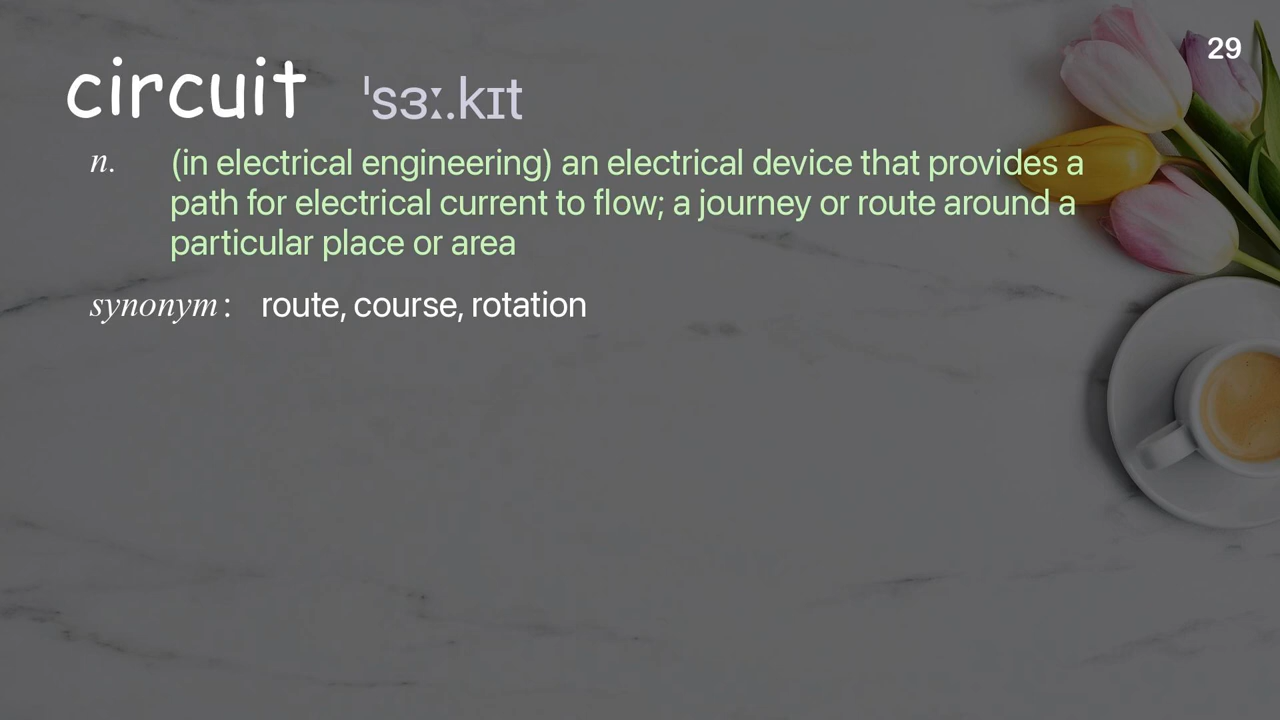 29
circuit ˈsɜː.kɪt
n. (in electrical engineering) an electrical device that provides a
path for electrical current to flow; a journey or route around a
particular place or area
synonym: route, course, rotation